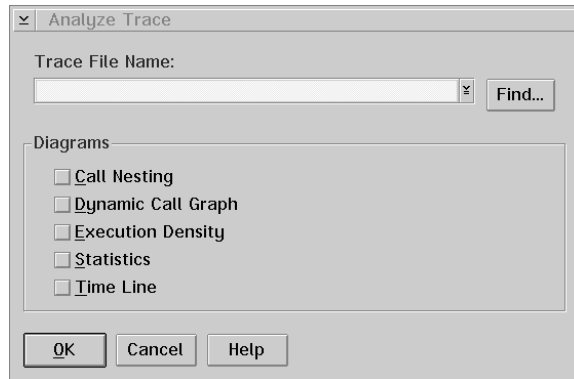 Analyze Trace
Trace File Name:
Find...
Diagrams
Call Nesting
Dynamic Call Graph
Execution Density
Statistics
Time Line
OK Cancel Help